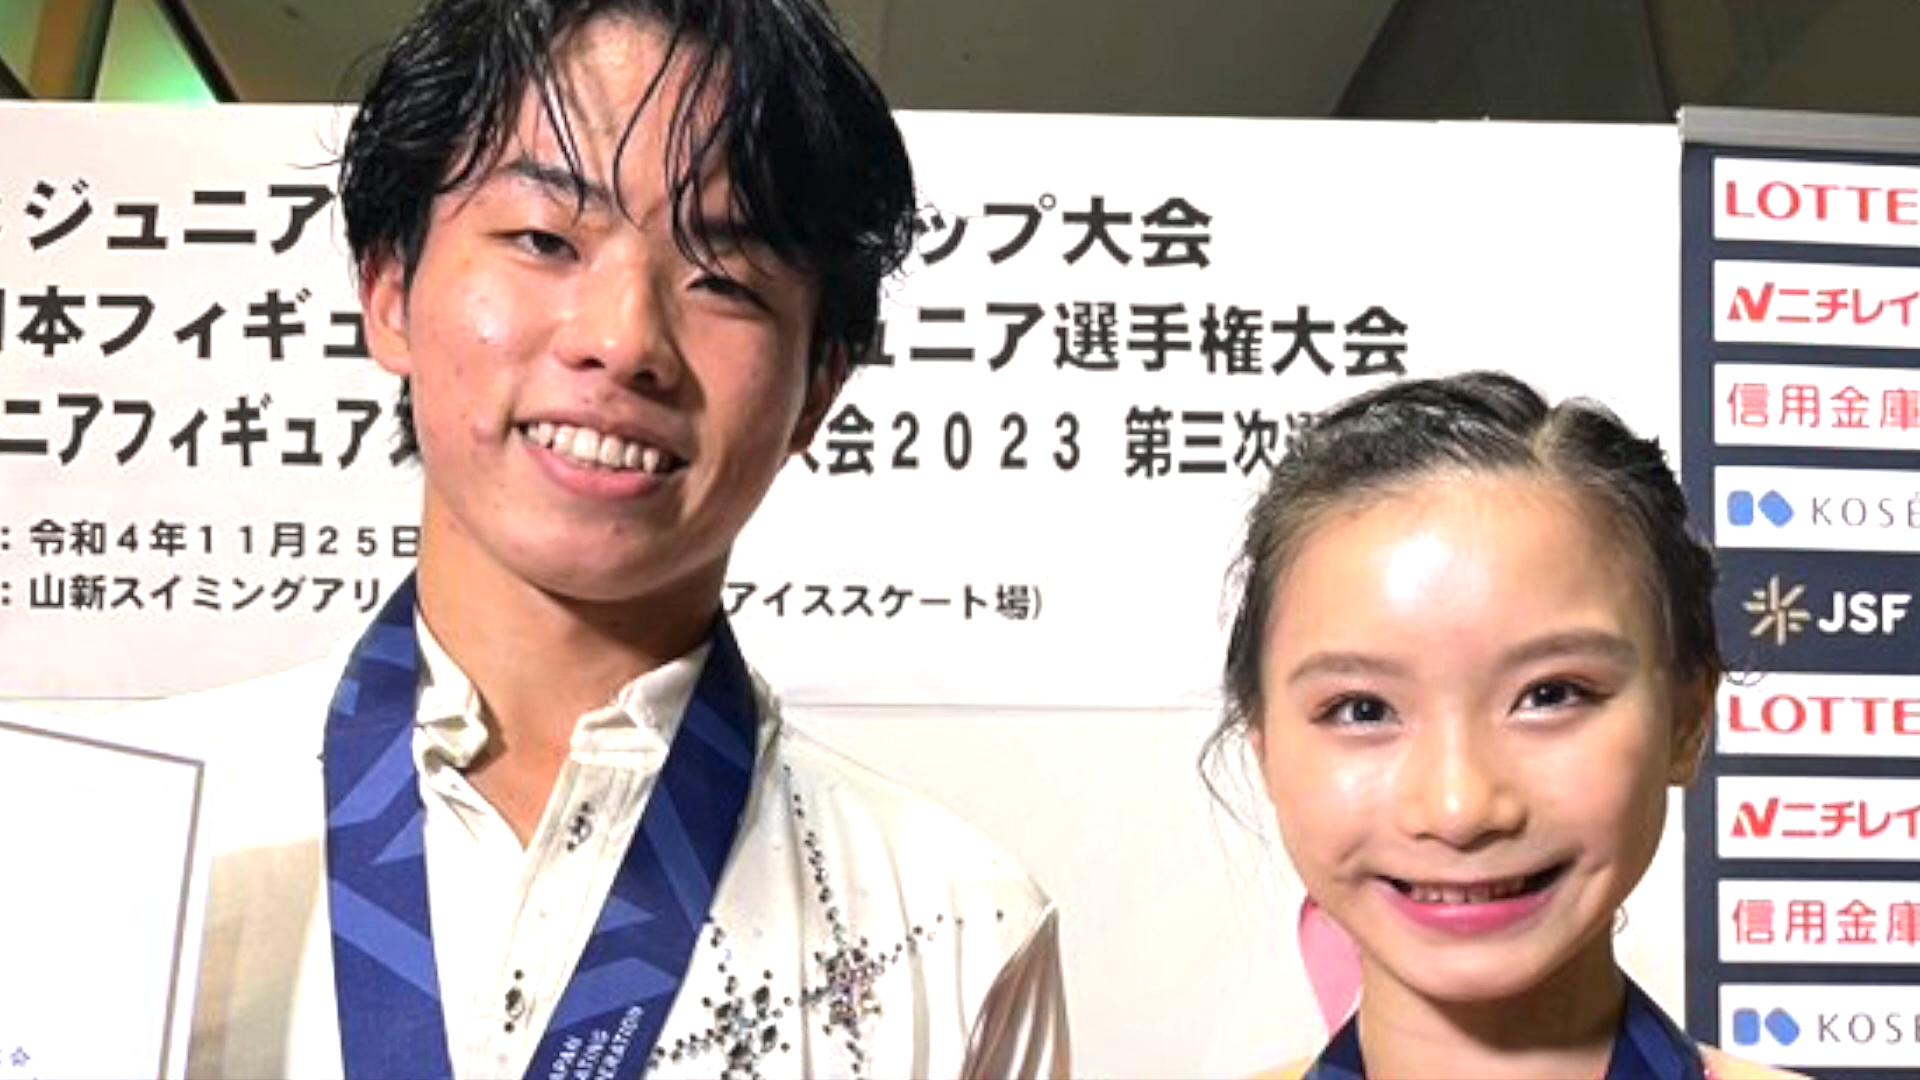 ジュニア ップ大会
本フィギュ ュニア選手権大会
ニアフィギュア 大会2023 第三次
：令和4年11月25日
：山新スイミングアリ アイススケート場)
LOTTE
ニチレイ
信用金庫
KOSÉ
JSF
LOTTE
ニチレイ
信用金庫
KOSÉ